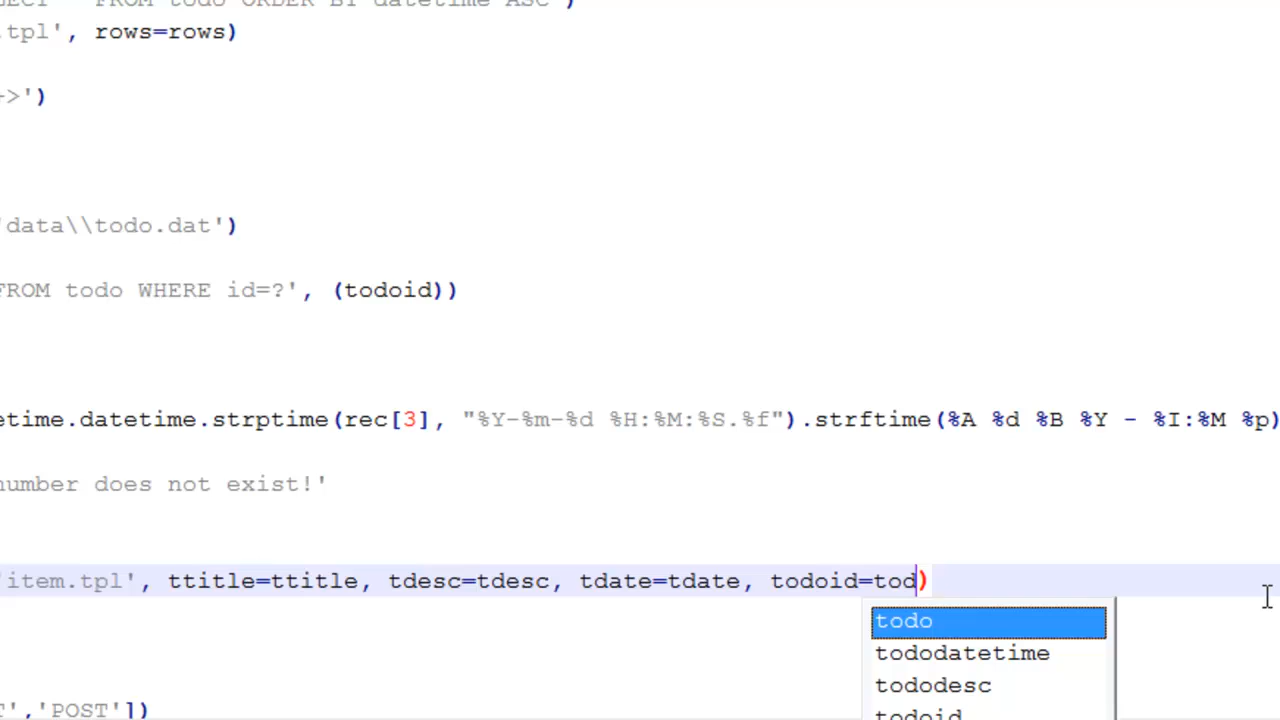 FROM todo ORDER BY datetime ASC')
.tpl', rows=rows)
+>')
'data\\todo.dat')
FROM todo WHERE id=?', (todoid))
etime.datetime.strptime(rec[3], "%Y-%m-%d %H:%M:%S.%f").strftime(%A %d %B %Y - %I:%M %p)
number does not exist!'
'item.tpl', ttitle=ttitle, tdesc=tdesc, tdate=tdate, todoid=tod)
todo
tododatetime
tododesc
todoid
T','POST'])